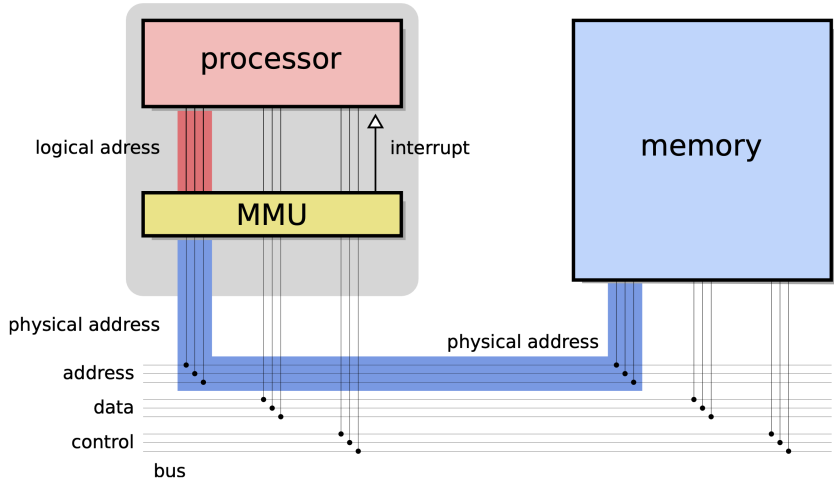 processor
memory
logical adress
interrupt
MMU
physical address
physical address
address
data
control
bus